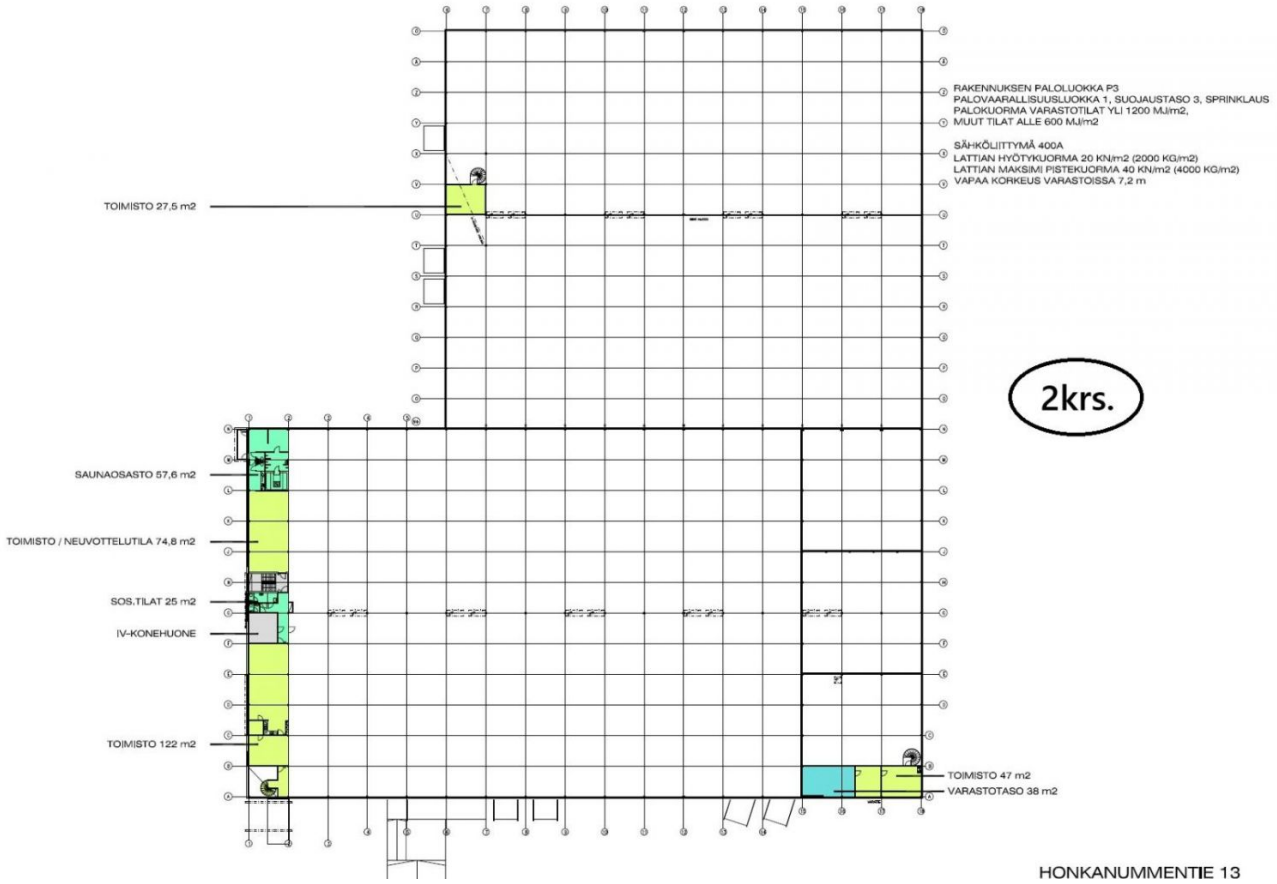 RAKENNUKSEN PALOLUOKKA P3
PALOVAARALLISUUSLUOKKA 1, SUOJAUSTASO 3, SPRINKLAUS
PALOKUORMA VARASTOTILAT YLI 1200 MJ/m2,
MUUT TILAT ALLE 600 MJ/m2
SÄHKÖLIITTYMÄ 400A
LATTIAN HYÖTYKUORMA 20 KN/m2 (2000 KG/m2)
LATTIAN MAKSIMI PISTEKUORMA 40 KN/m2 (4000 KG/m2)
VAPAA KORKEUS VARASTOISSA 7,2 m
TOIMISTO 27,5 m2
2krs.
SAUNAOSASTO 57,6 m2
TOIMISTO / NEUVOTTELUTILA 74,8 m2
SOS.TILAT 25 m2
IV-KONEHUONE
TOIMISTO 122 m2
TOIMISTO 47 m2
VARASTOTASO 38 m2
HONKANUMMENTIE 13